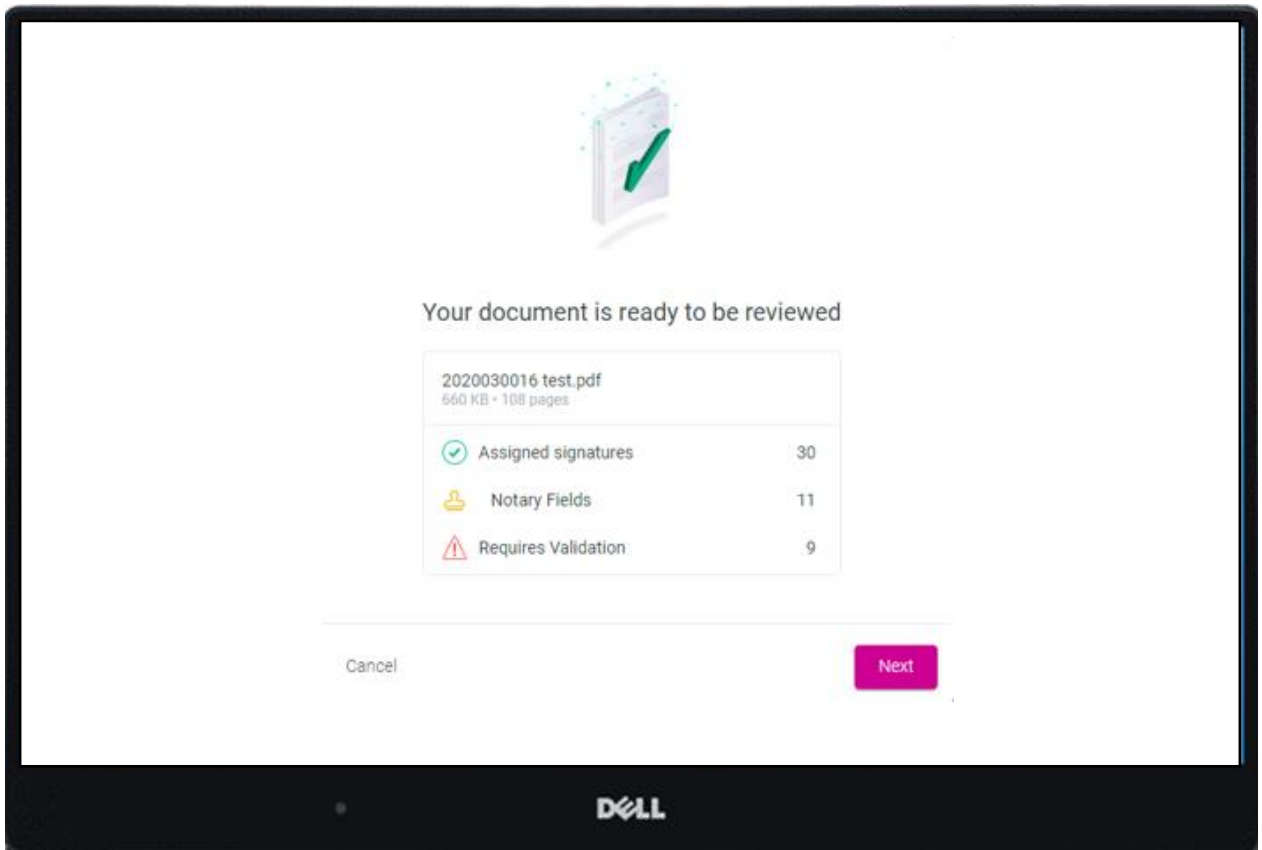 Your document is ready to be reviewed
2020030016 test.pdf
660 KB • 108 pages
Assigned signatures 30
Notary Fields 11
Requires Validation 9
Cancel Next
DELL